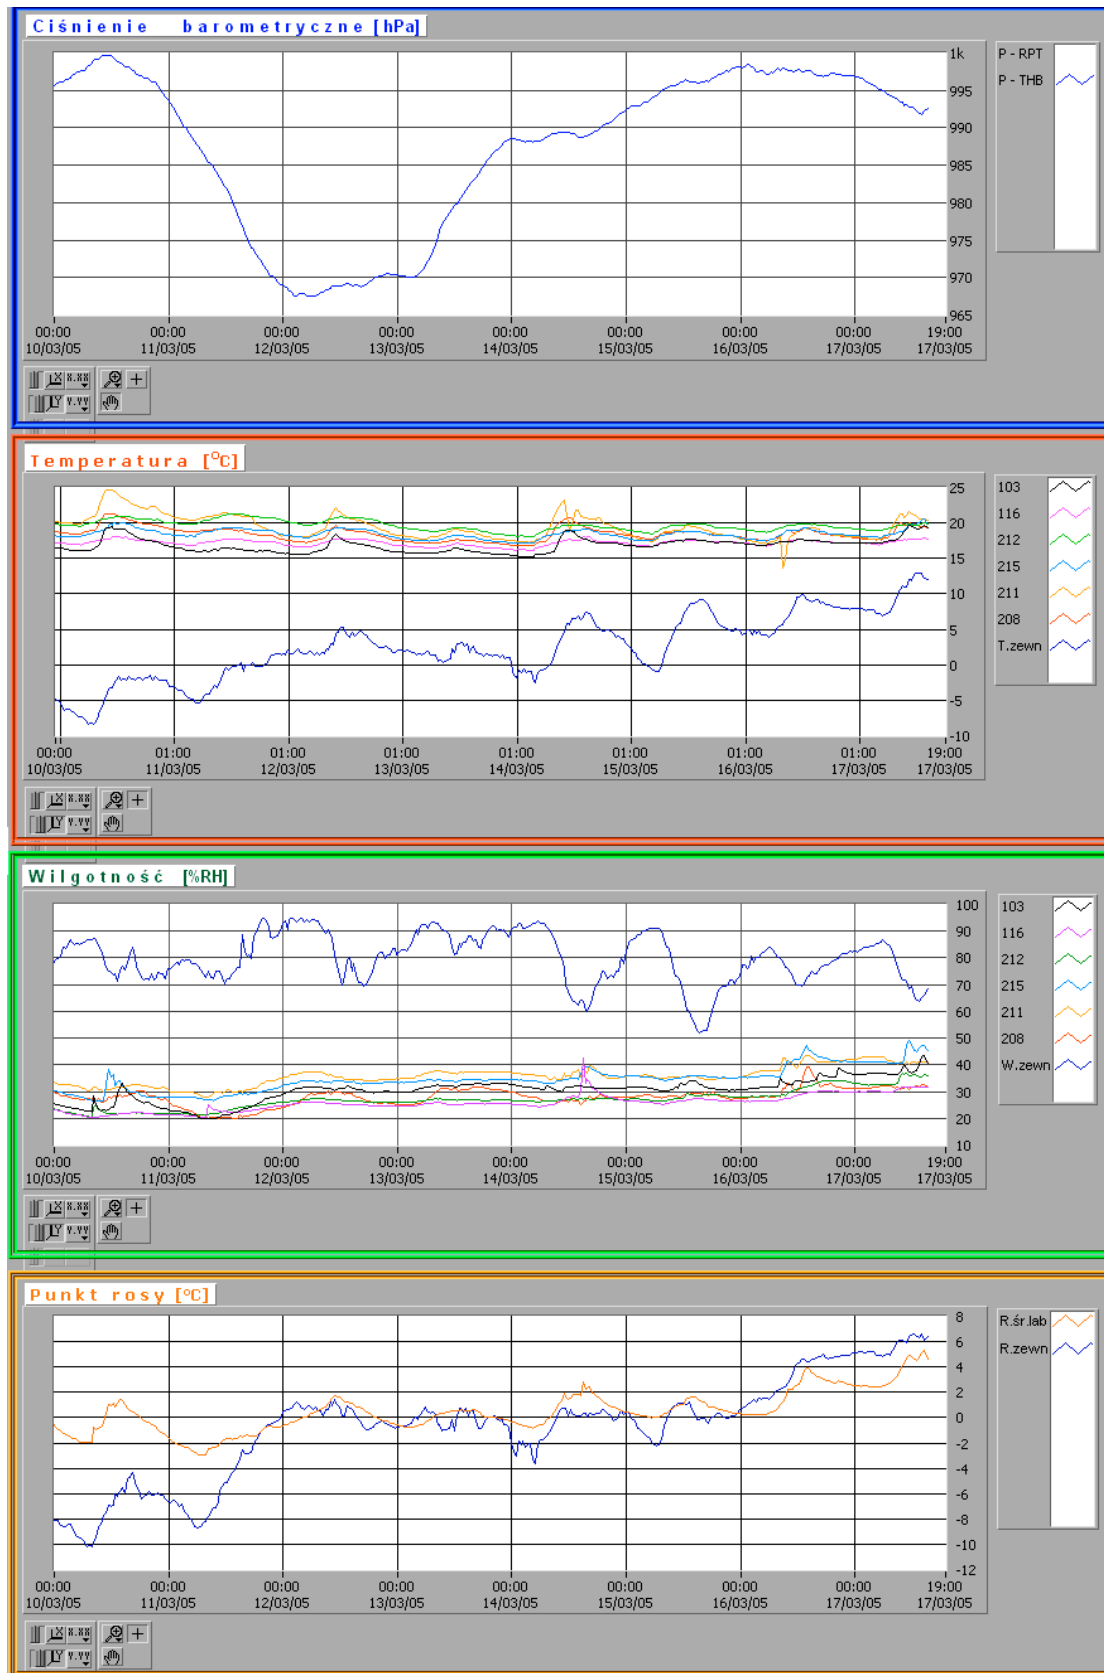 Ciśnienie barometryczne [hPa]
1k
995
990
985
980
975
970
965
P - RPT
P - THB
00:00 00:00 00:00 00:00 00:00 00:00 00:00 00:00 19:00
10/03/05 11/03/05 12/03/05 13/03/05 14/03/05 15/03/05 16/03/05 17/03/05 17/03/05
X X.XX
Y Y.YY
Temperatura [°C]
25
20
15
10
5
0
-5
-10
103
116
212
215
211
208
T.zewn
00:00 01:00 01:00 01:00 01:00 01:00 01:00 01:00 19:00
10/03/05 11/03/05 12/03/05 13/03/05 14/03/05 15/03/05 16/03/05 17/03/05 17/03/05
X X.XX
Y Y.YY
Wilgotność [%RH]
100
90
80
70
60
50
40
30
20
10
103
116
212
215
211
208
W.zewn
00:00 00:00 00:00 00:00 00:00 00:00 00:00 00:00 19:00
10/03/05 11/03/05 12/03/05 13/03/05 14/03/05 15/03/05 16/03/05 17/03/05 17/03/05
X X.XX
Y Y.YY
Punkt rosy [°C]
8
6
4
2
0
-2
-4
-6
-8
-10
-12
R.śr.lab
R.zewn
00:00 00:00 00:00 00:00 00:00 00:00 00:00 00:00 19:00
10/03/05 11/03/05 12/03/05 13/03/05 14/03/05 15/03/05 16/03/05 17/03/05 17/03/05
X X.XX
Y Y.YY